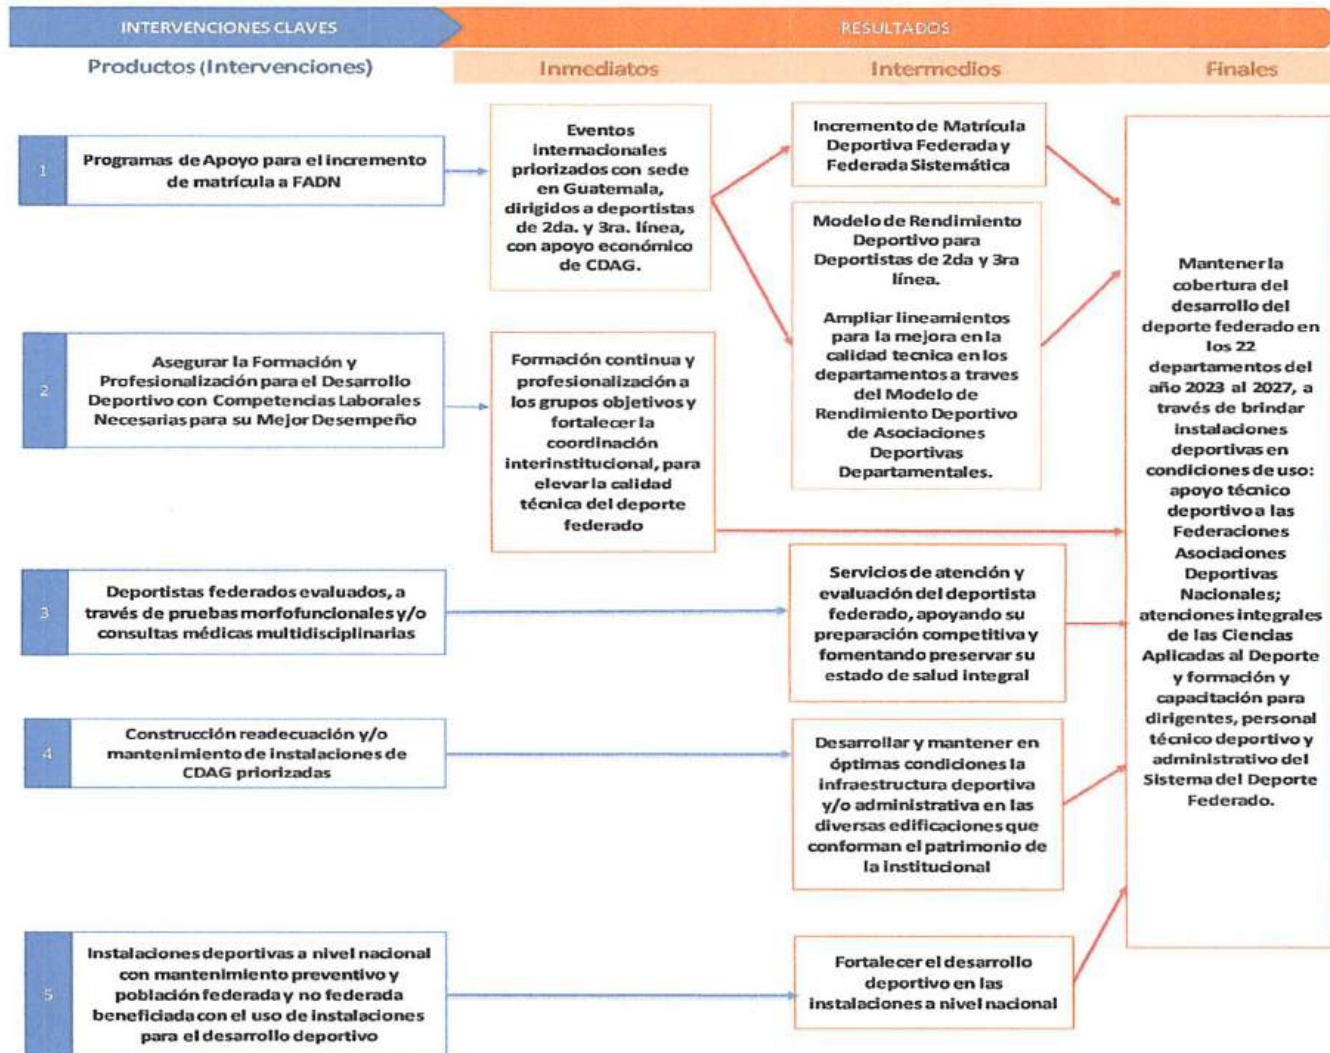 INTERVENCIONES CLAVES
RESULTADOS
Productos (Intervenciones)
Inmediatos
Intermedios
Finales
1
Programas de Apoyo para el incremento
de matrícula a FADN
Eventos
internacionales
priorizados con sede
en Guatemala,
dirigidos a deportistas
de 2da. y 3ra. línea,
con apoyo económico
de CDAG.
Incremento de Matrícula
Deportiva Federada y
Federada Sistemática
Modelo de Rendimiento
Deportivo para
Deportistas de 2da y 3ra
línea.
Ampliar lineamientos
para la mejora en la
calidad tecnica en los
departamentos a traves
del Modelo de
Rendimiento Deportivo
de Asociaciones
Deportivas
Departamentales.
2
Asegurar la Formación y
Profesionalización para el Desarrollo
Deportivo con Competencias Laborales
Necesarias para su Mejor Desempeño
Formación continua y
profesionalización a
los grupos objetivos y
fortalecer la
coordinación
interinstitucional, para
elevar la calidad
técnica del deporte
federado
3
Deportistas federados evaluados, a
través de pruebas morfofuncionales y/o
consultas médicas multidisciplinarias
Servicios de atención y
evaluación del deportista
federado, apoyando su
preparación competitiva y
fomentando preservar su
estado de salud integral
4
Construcción readecuación y/o
mantenimiento de instalaciones de
CDAG priorizadas
Desarrollar y mantener en
óptimas condiciones la
infraestructura deportiva
y/o administrativa en las
diversas edificaciones que
conforman el patrimonio de
la institucional
5
Instalaciones deportivas a nivel nacional
con mantenimiento preventivo y
población federada y no federada
beneficiada con el uso de instalaciones
para el desarrollo deportivo
Fortalecer el desarrollo
deportivo en las
instalaciones a nivel nacional
Mantener la
cobertura del
desarrollo del
deporte federado en
los 22
departamentos del
año 2023 al 2027, a
través de brindar
instalaciones
deportivas en
condiciones de uso:
apoyo técnico
deportivo a las
Federaciones
Asociaciones
Deportivas
Nacionales;
atenciones integrales
de las Ciencias
Aplicadas al Deporte
y formación y
capacitación para
dirigentes, personal
técnico deportivo y
administrativo del
Sistema del Deporte
Federado.